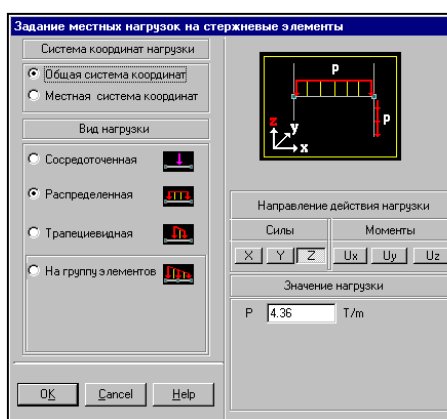 Задание местных нагрузок на стержневые элементы
Система координат нагрузки
Общая система координат
Местная система координат
Вид нагрузки
Сосредоточенная
Распределенная
Трапециевидная
На группу элементов
P
P
z
y
x
Направление действия нагрузки
Силы
Моменты
X Y Z Ux Uy Uz
Значение нагрузки
P 4.36 T/m
OK Cancel Help